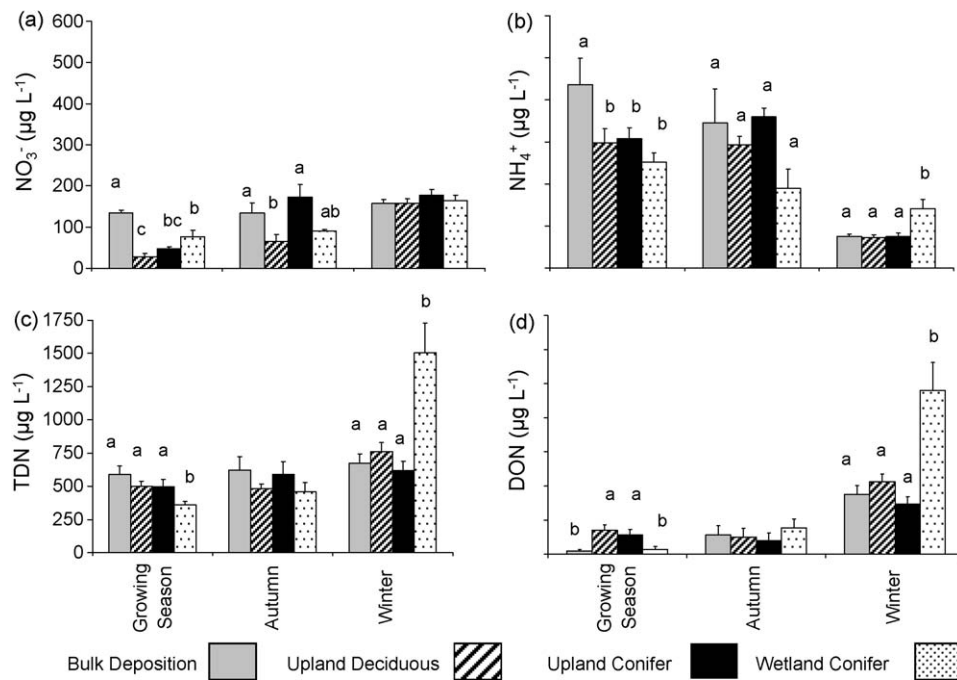 (a)
600
500
400
300
200
100
0
NO₃⁻ (µg L⁻¹)
a
c
bc
b
a
b
a
ab
(b)
NH₄⁺ (µg L⁻¹)
a
b
b
b
a
a
a
a
a
a
a
b
(c)
1750
1500
1250
1000
750
500
250
0
TDN (µg L⁻¹)
a
a
a
b
a
a
a
b
Growing
Season
Autumn
Winter
(d)
DON (µg L⁻¹)
b
a
a
b
a
a
a
b
Growing
Season
Autumn
Winter
Bulk Deposition
Upland Deciduous
Upland Conifer
Wetland Conifer